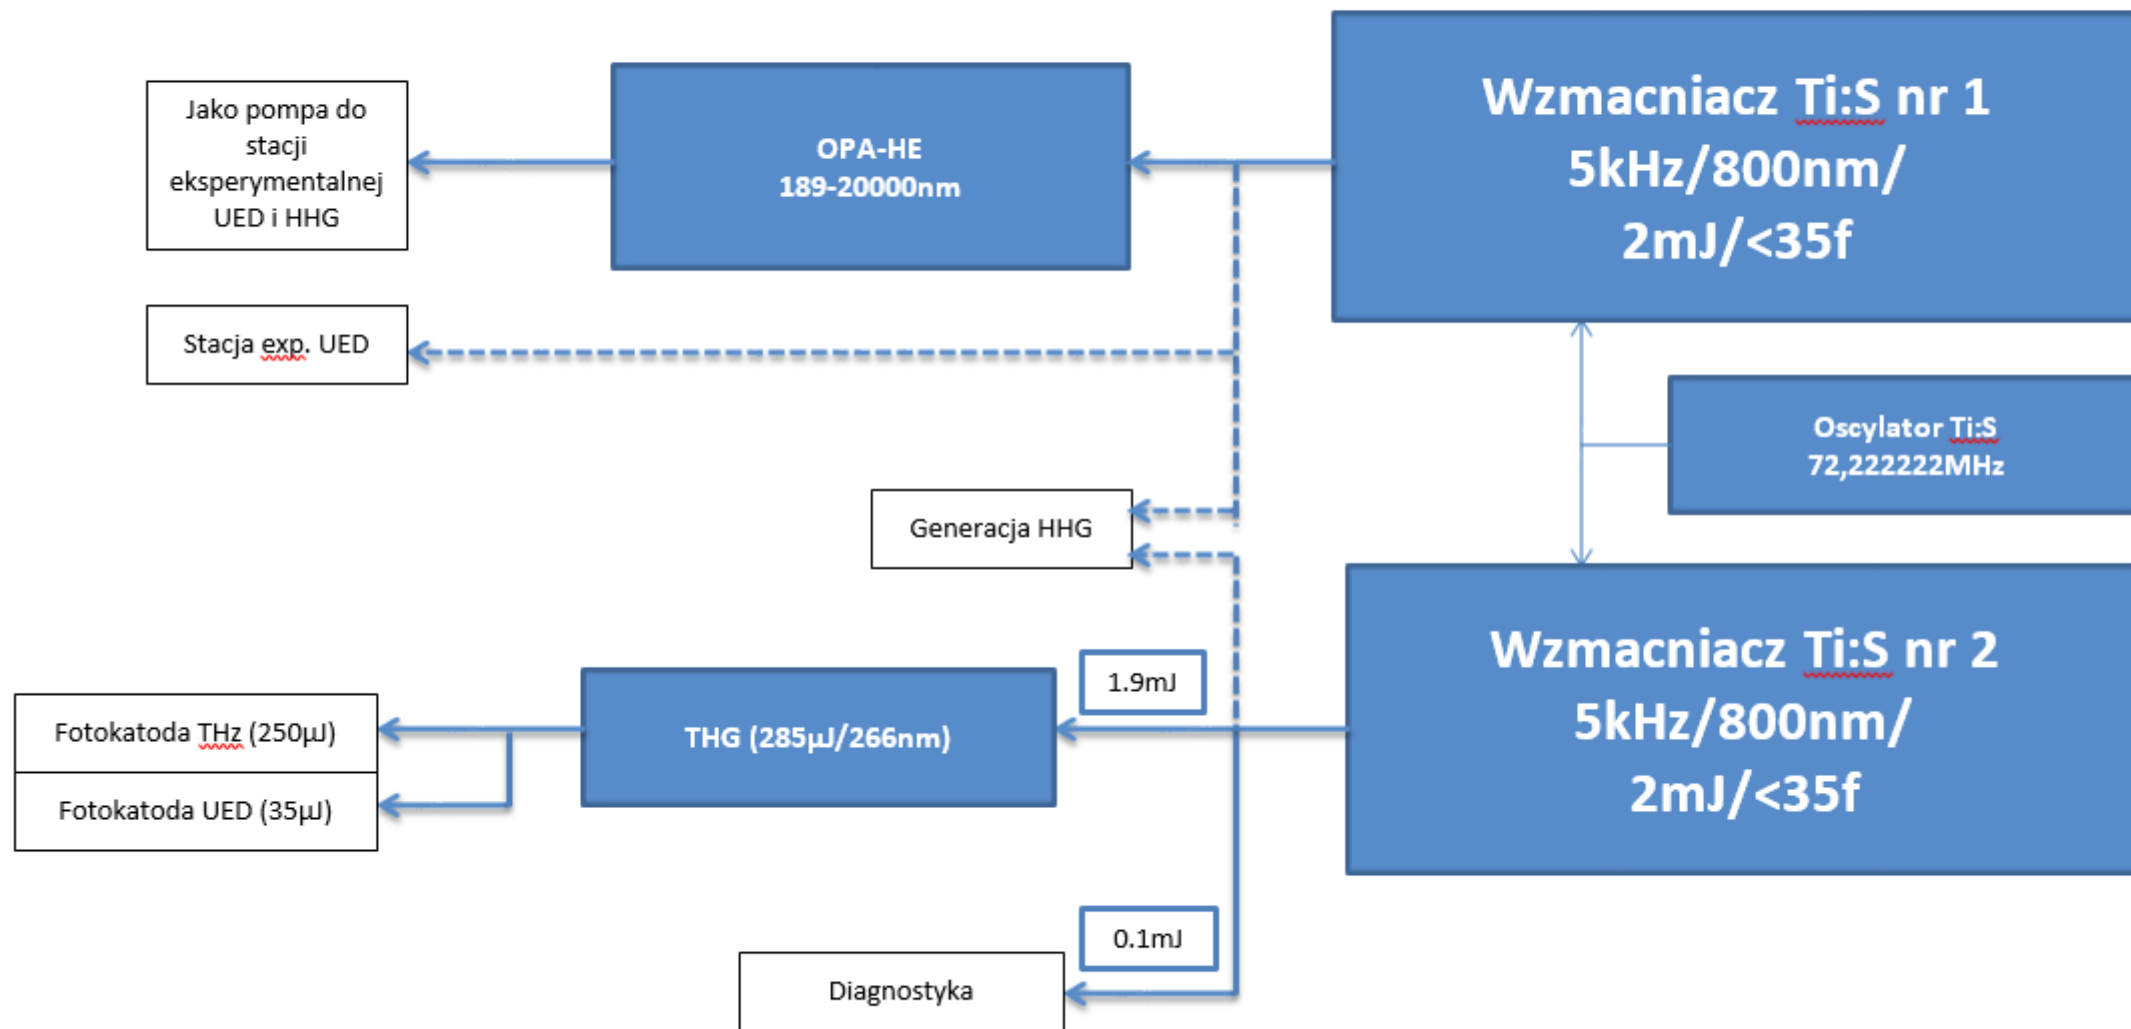 Jako pompa do
stacji
eksperymentalnej
UED i HHG
OPA-HE
189-20000nm
Wzmacniacz Ti:S nr 1
5kHz/800nm/
2mJ/<35f
Stacja exp. UED
Oscylator Ti:S
72,222222MHz
Generacja HHG
Wzmacniacz Ti:S nr 2
5kHz/800nm/
2mJ/<35f
1.9mJ
THG (285µJ/266nm)
Fotokatoda THz (250µJ)
Fotokatoda UED (35µJ)
0.1mJ
Diagnostyka